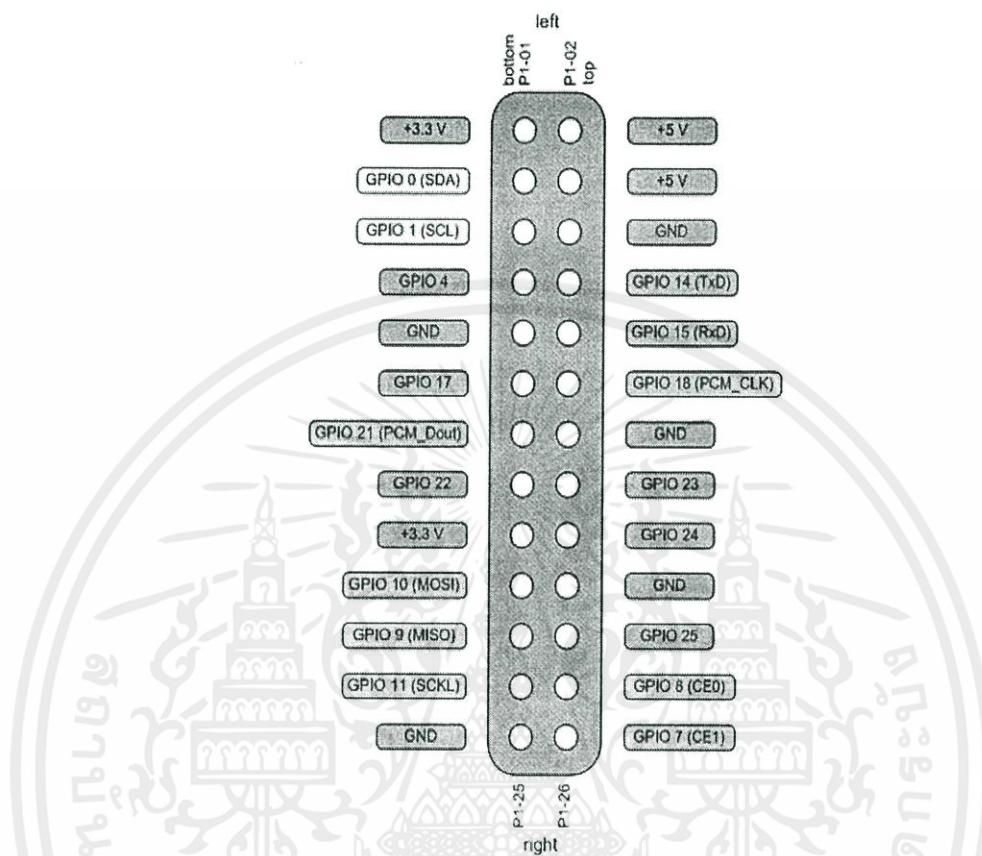 left
bottom
P1-01
P1-02
top
+3.3 V +5 V
GPIO 0 (SDA) +5 V
GPIO 1 (SCL) GND
GPIO 4 GPIO 14 (TxD)
GND GPIO 15 (RxD)
GPIO 17 GPIO 18 (PCM_CLK)
GPIO 21 (PCM_Dout) GND
GPIO 22 GPIO 23
+3.3 V GPIO 24
GPIO 10 (MOSI) GND
GPIO 9 (MISO) GPIO 25
GPIO 11 (SCKL) GPIO 8 (CE0)
GND GPIO 7 (CE1)
P1-25
P1-26
right